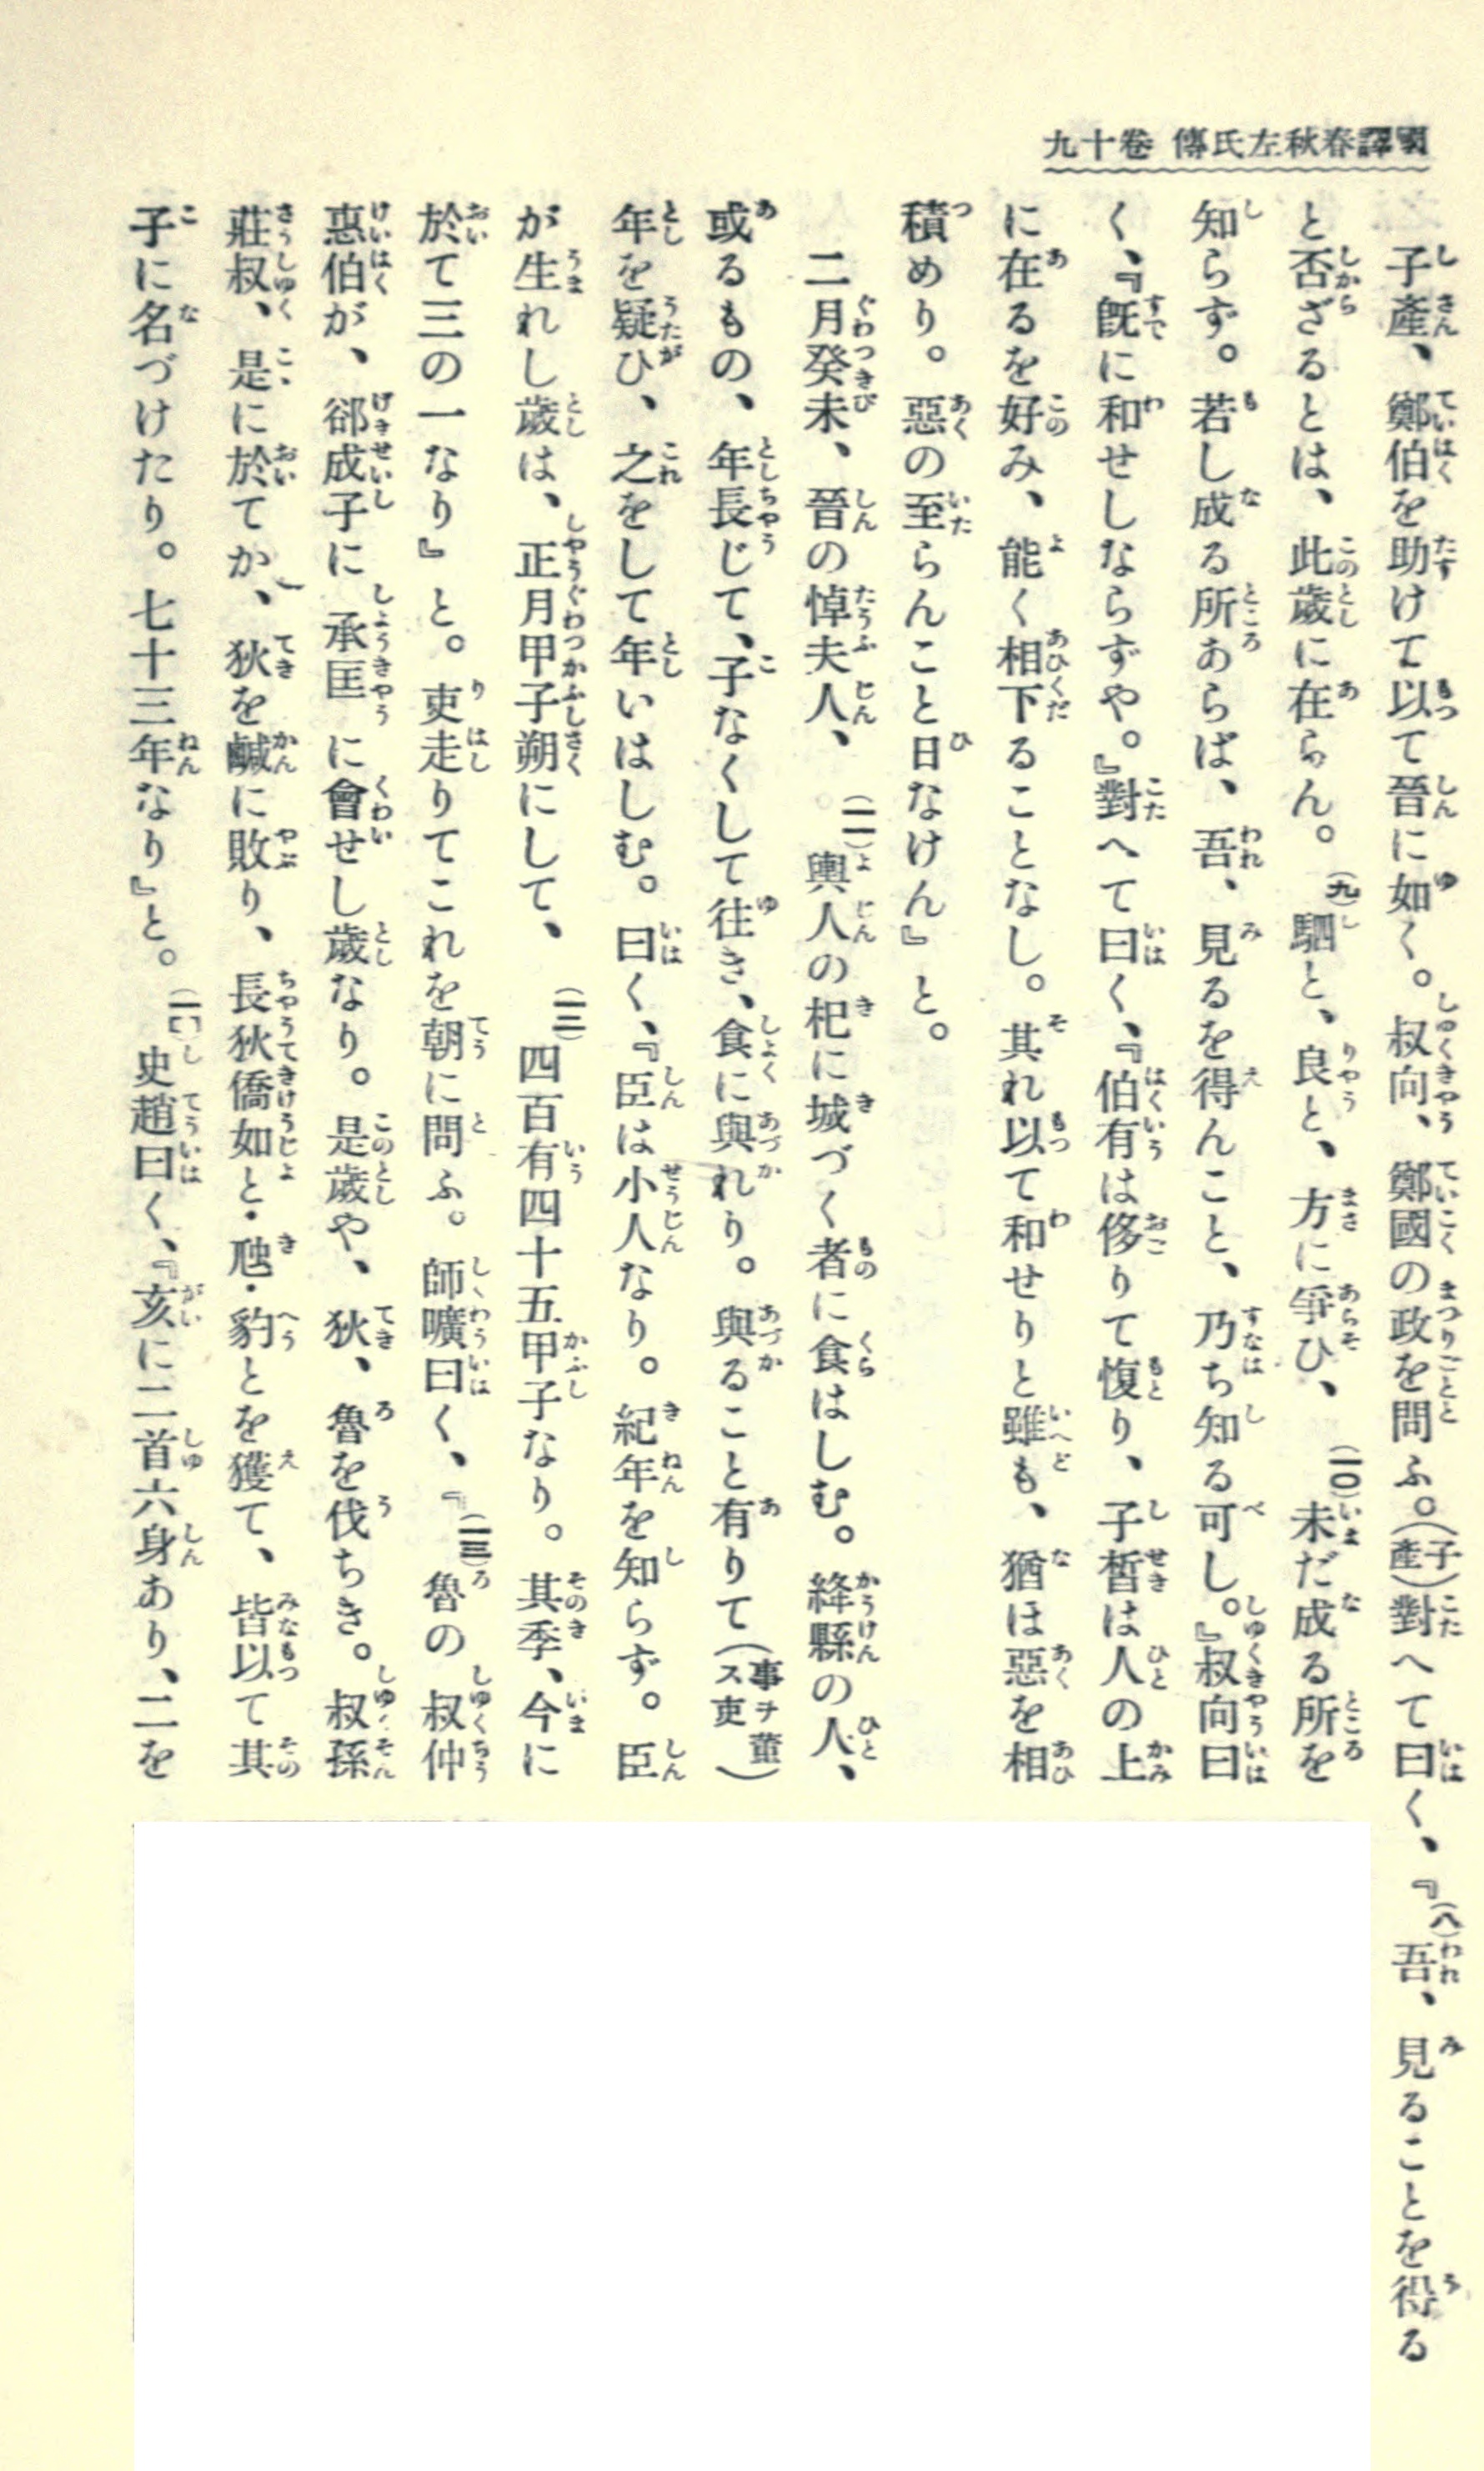 國譯春秋左氏傳 卷十九
子產、鄭伯を助けて以て晉に如く。叔向、鄭國の政を問ふ。(子產)對へて曰く、『(八)吾、見ることを得る
と否ざるとは、此歲に在らん。(九)駟と、良と、方に爭ひ、(一〇)未だ成る所を
知らず。若し成る所あらば、吾、見るを得んこと、乃ち知る可し。』叔向曰
く、『旣に和せしならずや。』對へて曰く、『伯有は侈りて愎り、子皙は人の上
に在るを好み、能く相下ることなし。其れ以て和せりと雖も、猶ほ惡を相
積めり。惡の至らんこと日なけん』と。
二月癸未、晉の悼夫人、(一一)輿人の杞に城づく者に食はしむ。絳縣の人、
或るもの、年長じて、子なくして往き、食に與れり。與ること有りて(事ヲ董ス吏)
年を疑ひ、之をして年いはしむ。曰く、『臣は小人なり。紀年を知らず。臣
が生れし歲は、正月甲子朔にして、(一二)四百有四十五甲子なり。其季、今に
於て三の一なり』と。吏走りてこれを朝に問ふ。師曠曰く、『(一三)魯の叔仲
惠伯が、郤成子に承匡に會せし歲なり。是歲や、狄、魯を伐ちき。叔孫
莊叔、是に於てか、狄を鹹に敗り、長狄僑如と・虺・豹とを獲て、皆以て其
子に名づけたり。七十三年なり』と。史趙曰く、『亥に二首六身あり、二を